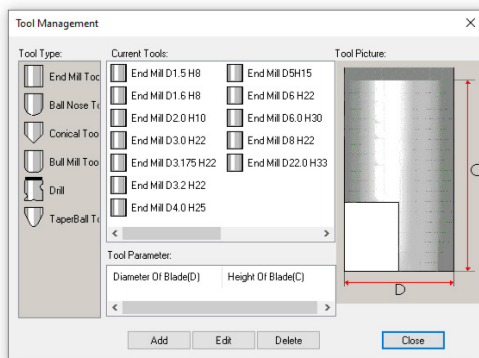 Tool Management
Tool Type:
End Mill Too
Ball Nose To
Conical Too
Bull Mill Too
Drill
TaperBall To
Current Tools:
End Mill D1.5 H8
End Mill D1.6 H8
End Mill D2.0 H10
End Mill D3.0 H22
End Mill D3.175 H22
End Mill D3.2 H22
End Mill D4.0 H25
End Mill D5H15
End Mill D6 H22
End Mill D6.0 H30
End Mill D8 H22
End Mill D22.0 H33
Tool Parameter:
Diameter Of Blade(D) Height Of Blade(C)
Tool Picture:
C
D
Add Edit Delete Close